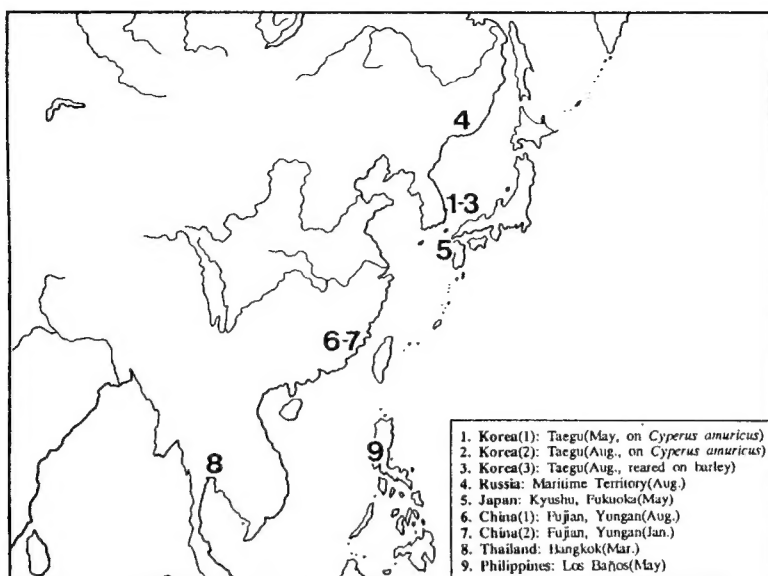 4
1-3
5
6-7
8
9
1. Korea(1): Taegu(May, on Cyperus amuricus)
2. Korea(2): Taegu(Aug., on Cyperus amuricus)
3. Korea(3): Taegu(Aug., reared on barley)
4. Russia: Maritime Territory(Aug.)
5. Japan: Kyushu, Fukuoka(May)
6. China(1): Fujian, Yungan(Aug.)
7. China(2): Fujian, Yungan(Jan.)
8. Thailand: Bangkok(Mar.)
9. Philippines: Los Baños(May)